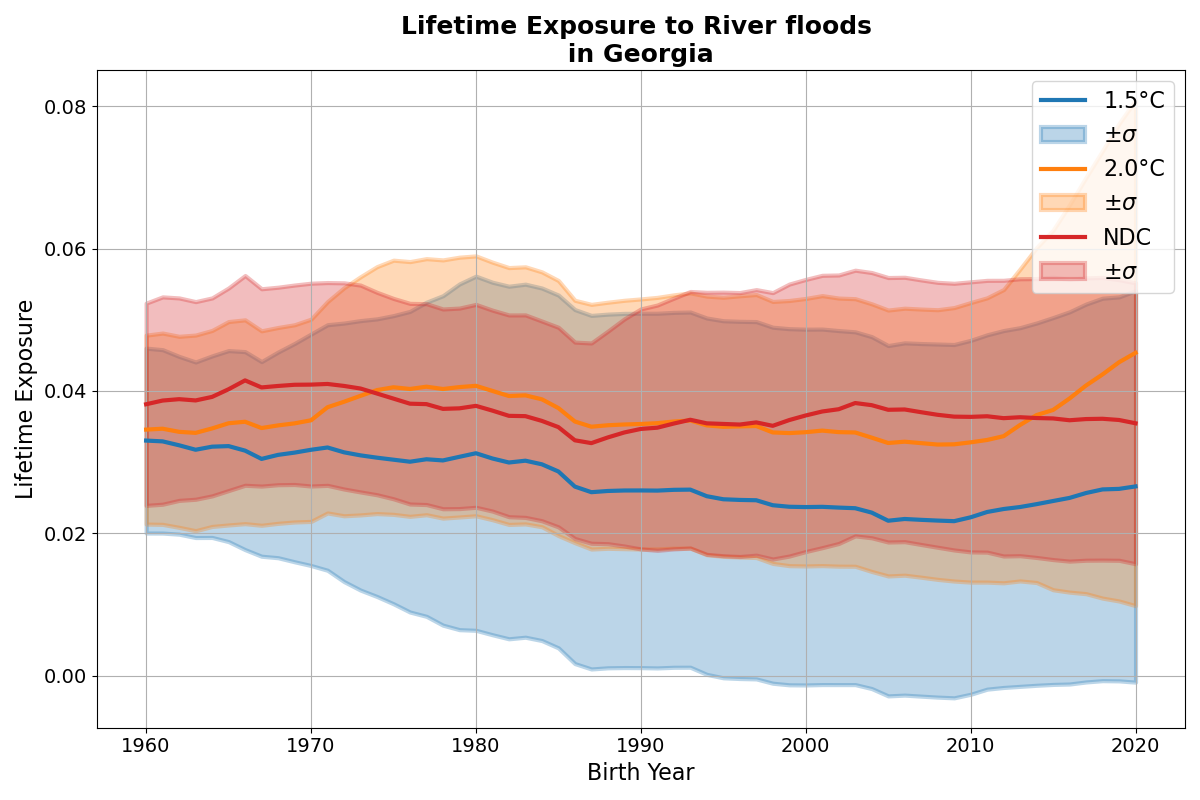 Lifetime Exposure to River floods
in Georgia
Lifetime Exposure
0.08
0.06
0.04
0.02
0.00
1960 1970 1980 1990 2000 2010 2020
Birth Year
1.5°C
±σ
2.0°C
±σ
NDC
±σ